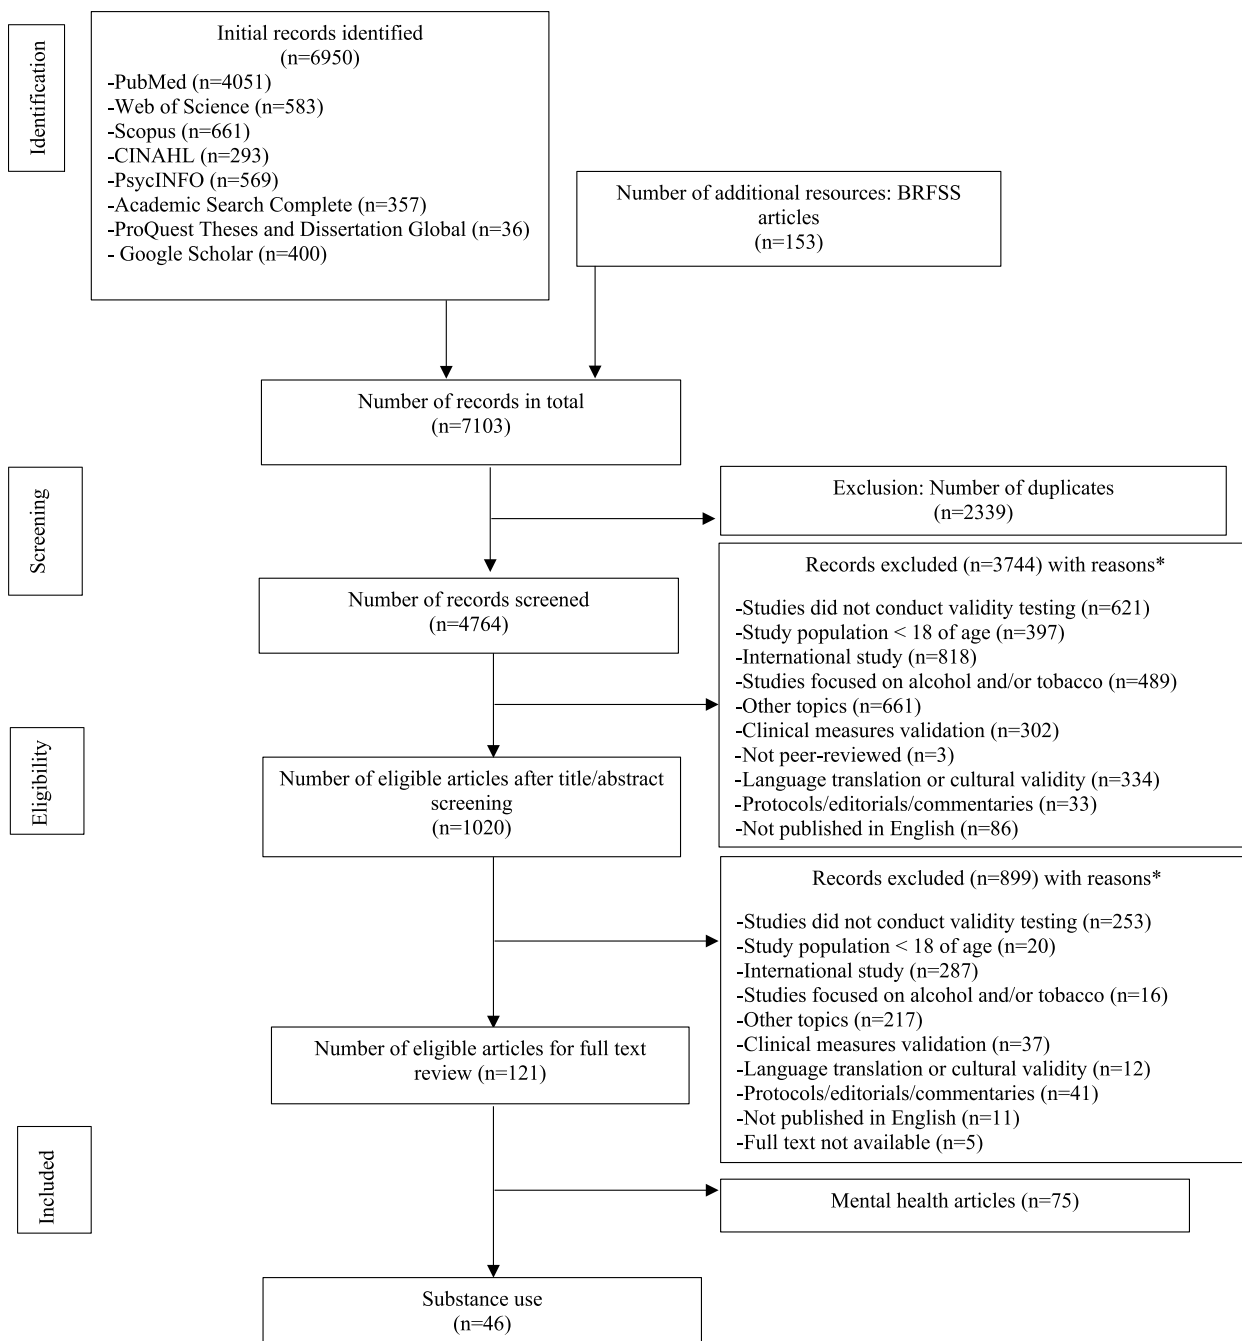 Identification
Initial records identified
(n=6950)
-PubMed (n=4051)
-Web of Science (n=583)
-Scopus (n=661)
-CINAHL (n=293)
-PsycINFO (n=569)
-Academic Search Complete (n=357)
-ProQuest Theses and Dissertation Global (n=36)
- Google Scholar (n=400)
Number of additional resources: BRFSS
articles
(n=153)
Number of records in total
(n=7103)
Screening
Exclusion: Number of duplicates
(n=2339)
Number of records screened
(n=4764)
Records excluded (n=3744) with reasons*
-Studies did not conduct validity testing (n=621)
-Study population < 18 of age (n=397)
-International study (n=818)
-Studies focused on alcohol and/or tobacco (n=489)
-Other topics (n=661)
-Clinical measures validation (n=302)
-Not peer-reviewed (n=3)
-Language translation or cultural validity (n=334)
-Protocols/editorials/commentaries (n=33)
-Not published in English (n=86)
Eligibility
Number of eligible articles after title/abstract
screening
(n=1020)
Records excluded (n=899) with reasons*
-Studies did not conduct validity testing (n=253)
-Study population < 18 of age (n=20)
-International study (n=287)
-Studies focused on alcohol and/or tobacco (n=16)
-Other topics (n=217)
-Clinical measures validation (n=37)
-Language translation or cultural validity (n=12)
-Protocols/editorials/commentaries (n=41)
-Not published in English (n=11)
-Full text not available (n=5)
Number of eligible articles for full text
review (n=121)
Included
Mental health articles (n=75)
Substance use
(n=46)